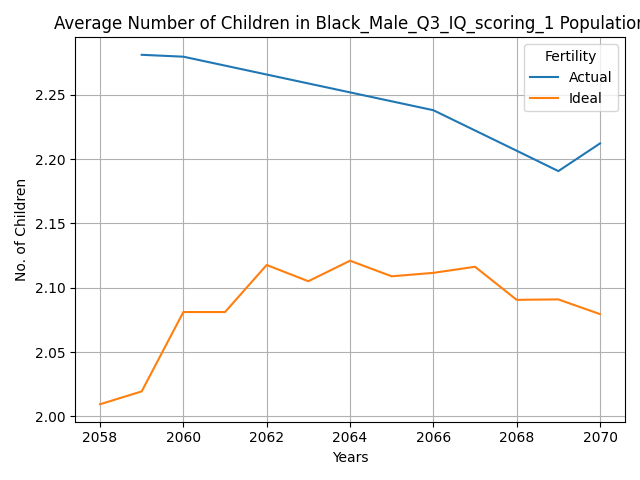 Average Number of Children in Black_Male_Q3_IQ_scoring_1 Population
Fertility
Actual
Ideal
2.25
2.20
2.15
2.10
2.05
2.00
No. of Children
2058 2060 2062 2064 2066 2068 2070
Years